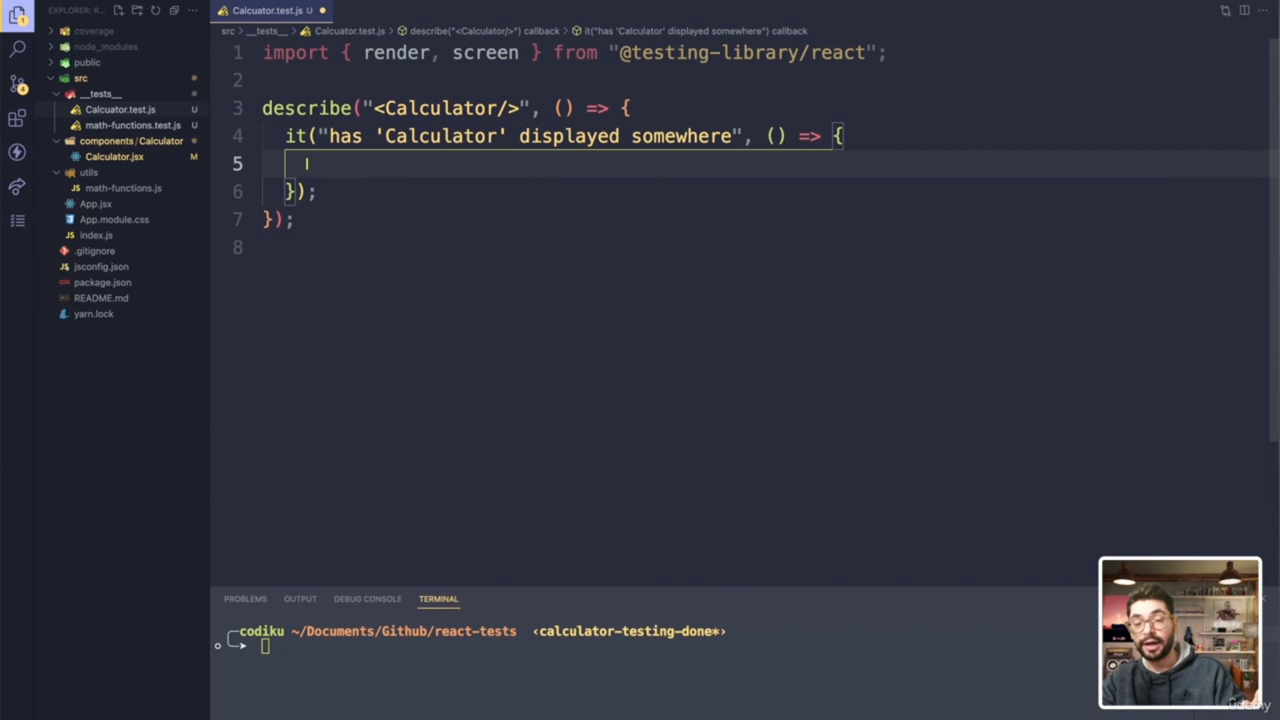 EXPLORER: R...
coverage
node_modules
public
src
__tests__
Calcuator.test.js U
math-functions.test.js U
components/Calculator
Calculator.jsx M
utils
math-functions.js
App.jsx
App.module.css
index.js
.gitignore
jsconfig.json
package.json
README.md
yarn.lock
1
4
Calcuator.test.js U
src > __tests__ > Calcuator.test.js > describe("<Calculator/>") callback > it("has 'Calculator' displayed somewhere") callback
1 import { render, screen } from "@testing-library/react";
2
3 describe("<Calculator/>", () => {
4 it("has 'Calculator' displayed somewhere", () => {
5
6 });
7 });
8
PROBLEMS OUTPUT DEBUG CONSOLE TERMINAL
codiku ~/Documents/Github/react-tests ‹calculator-testing-done*›
udemy